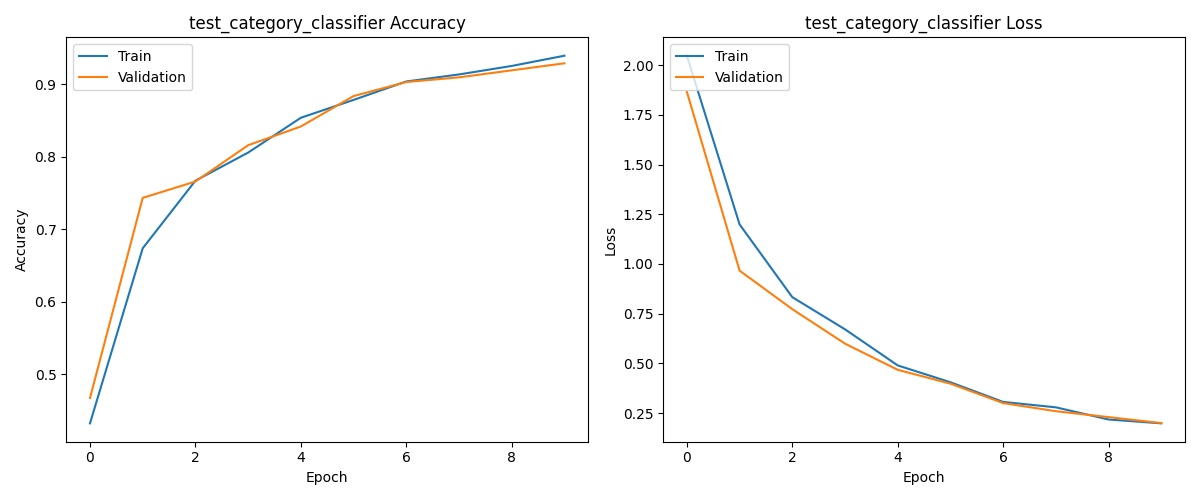 test_category_classifier Accuracy
Train
Validation
0.9
0.8
0.7
0.6
0.5
Accuracy
0 2 4 6 8
Epoch
test_category_classifier Loss
Train
Validation
2.00
1.75
1.50
1.25
1.00
0.75
0.50
0.25
Loss
0 2 4 6 8
Epoch